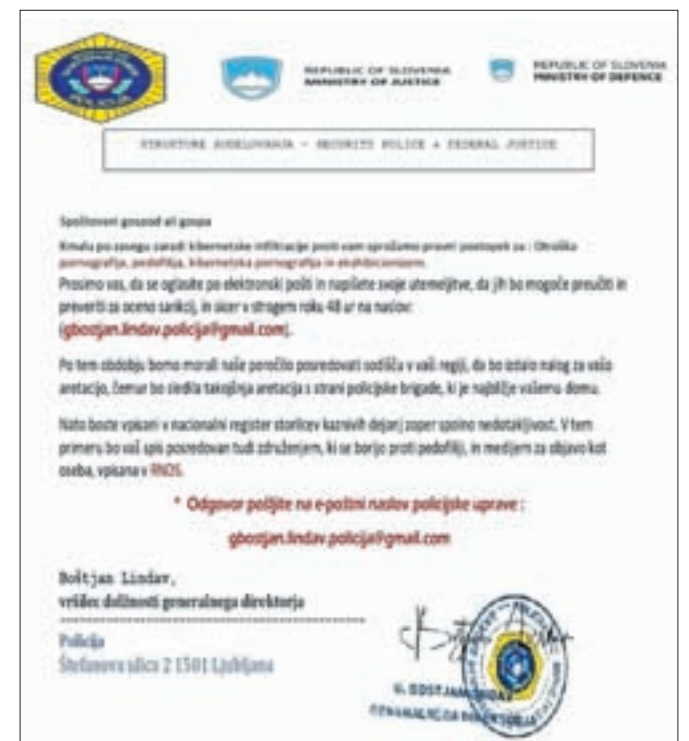 POLICIJA
REPUBLIC OF SLOVENIA
MINISTRY OF JUSTICE
REPUBLIC OF SLOVENIA
MINISTRY OF DEFENCE
STRUKTURE SODELOVANJA - SECURITY POLICE & FEDERAL JUSTICE
Spoštovani gospod ali gospa
Kmalu po zasegu zaradi kibernetske infiltracije proti vam sprožamo pravni postopek za : Otroška
pornografija, pedofilija, kibernetska pornografija in ekshibicionizem.
Prosimo vas, da se oglasite po elektronski pošti in napišete svoje utemeljitve, da jih bo mogoče preučiti in
preveriti za oceno sankcij, in sicer v strogem roku 48 ur na naslov:
(gbostjan.lindav.policija@gmail.com).
Po tem obdobju bomo morali naše poročilo posredovati sodišču v vaši regiji, da bo izdalo nalog za vašo
aretacijo, čemur bo sledila takojšnja aretacija s strani policijske brigade, ki je najbližje vašemu domu.
Nato boste vpisani v nacionalni register storilcev kaznivih dejanj zoper spolno nedotakljivost. V tem
primeru bo vaš spis posredovan tudi združenjem, ki se borijo proti pedofiliji, in medijem za objavo kot
oseba, vpisana v RNOS.
* Odgovor pošljite na e-poštni naslov policijske uprave :
gbostjan.lindav.policija@gmail.com
Boštjan Lindav,
vršilec dolžnosti generalnega direktorja
Policija
Štefanova ulica 2 1501 Ljubljana
G. BOSTJAN
GENERALNEGA DIREKTORJA